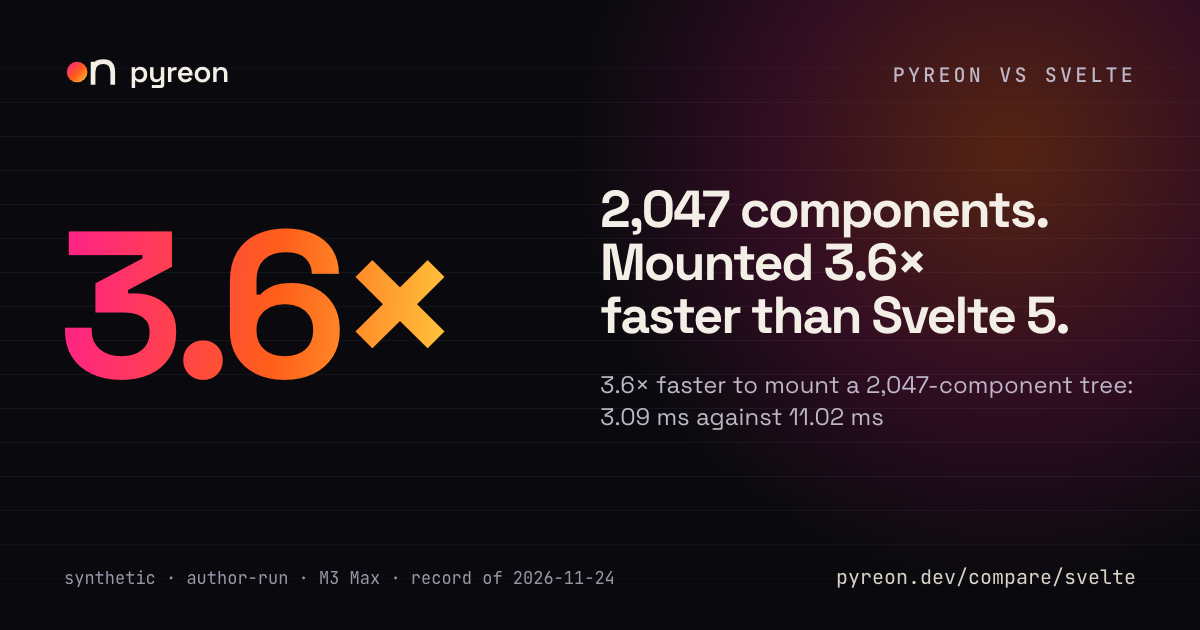 pyreon
PYREON VS SVELTE
3.6×
2,047 components.
Mounted 3.6×
faster than Svelte 5.
3.6× faster to mount a 2,047-component tree:
3.09 ms against 11.02 ms
synthetic · author-run · M3 Max · record of 2026-11-24
pyreon.dev/compare/svelte